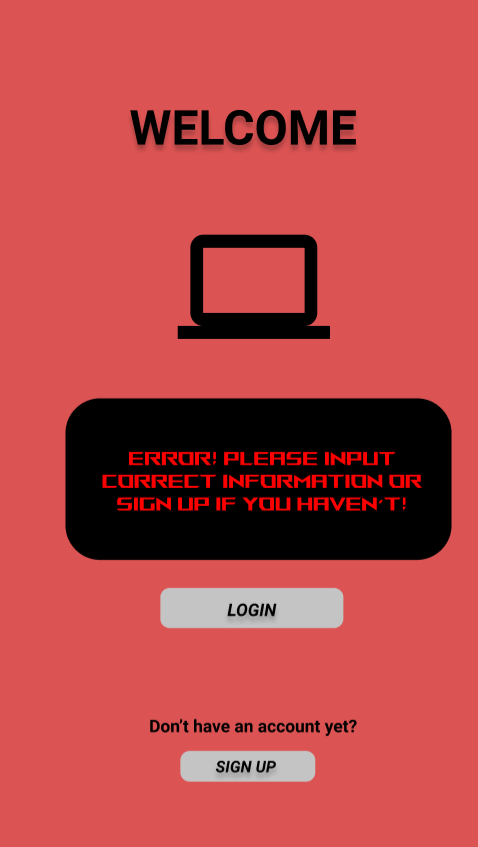 WELCOME
ERROR! PLEASE INPUT
CORRECT INFORMATION OR
SIGN UP IF YOU HAVEN'T!
LOGIN
Don't have an account yet?
SIGN UP